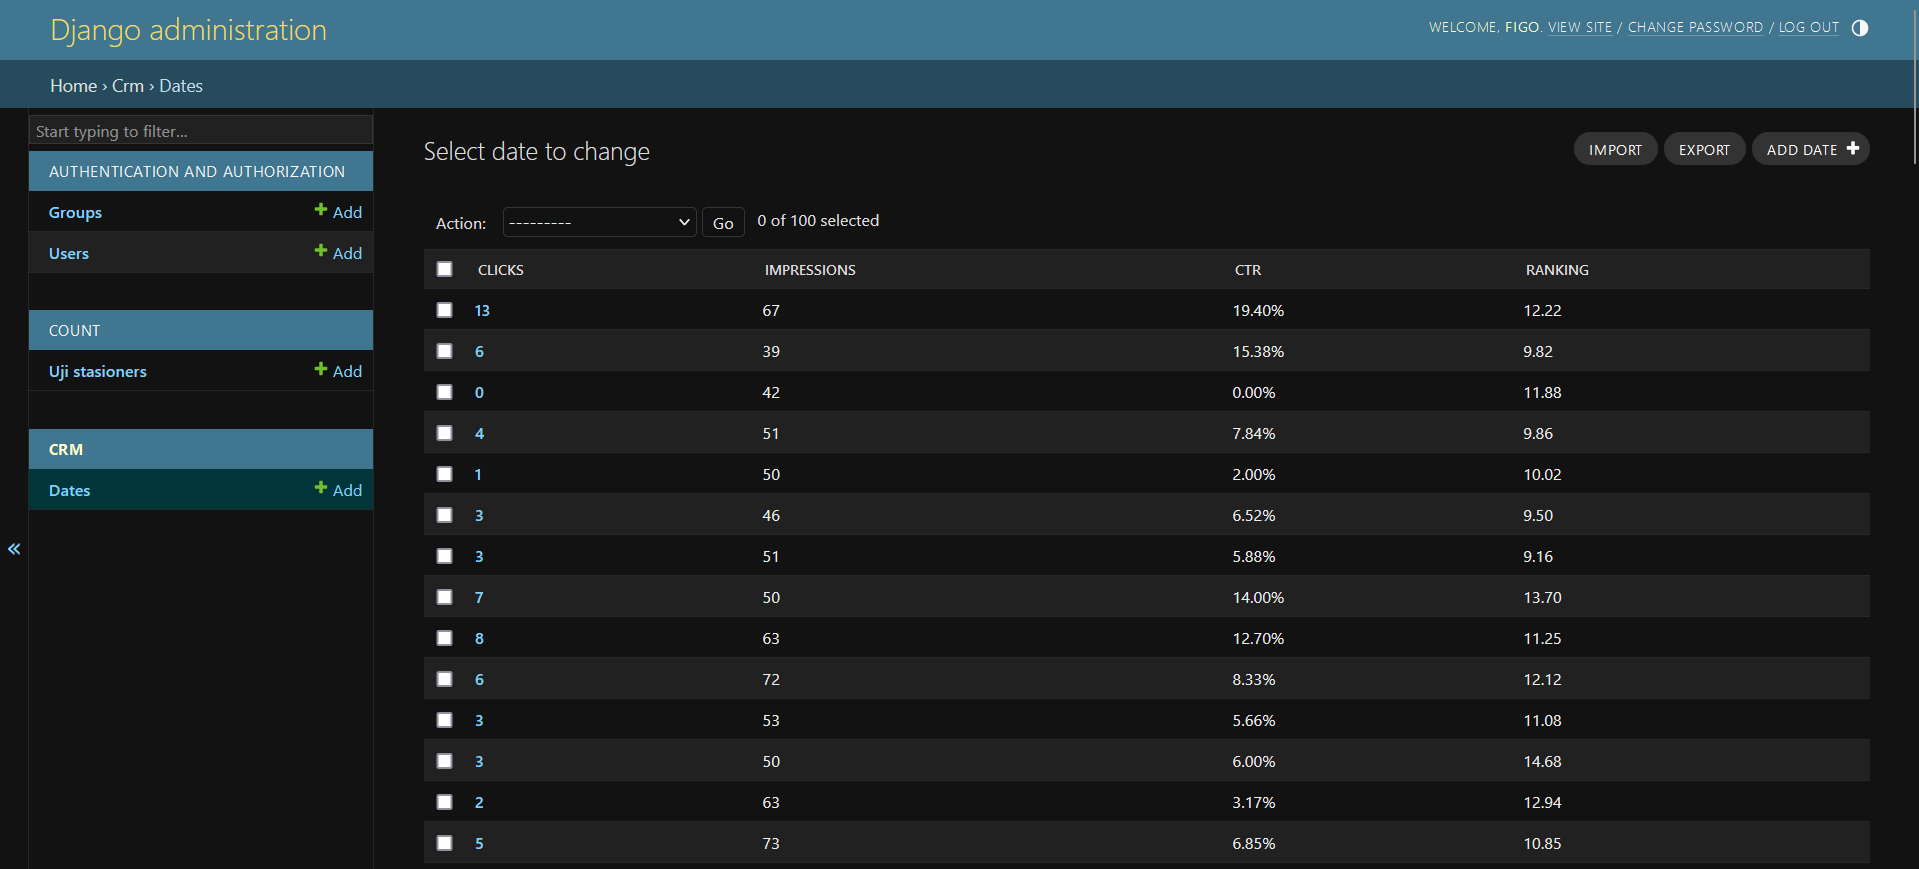 Django administration
WELCOME, FIGO. VIEW SITE / CHANGE PASSWORD / LOG OUT
Home › Crm › Dates
Start typing to filter...
AUTHENTICATION AND AUTHORIZATION
Groups + Add
Users + Add
COUNT
Uji stasioners + Add
CRM
Dates + Add
«
Select date to change
IMPORT EXPORT ADD DATE +
Action: --------- Go 0 of 100 selected
CLICKS IMPRESSIONS CTR RANKING
13 67 19.40% 12.22
6 39 15.38% 9.82
0 42 0.00% 11.88
4 51 7.84% 9.86
1 50 2.00% 10.02
3 46 6.52% 9.50
3 51 5.88% 9.16
7 50 14.00% 13.70
8 63 12.70% 11.25
6 72 8.33% 12.12
3 53 5.66% 11.08
3 50 6.00% 14.68
2 63 3.17% 12.94
5 73 6.85% 10.85